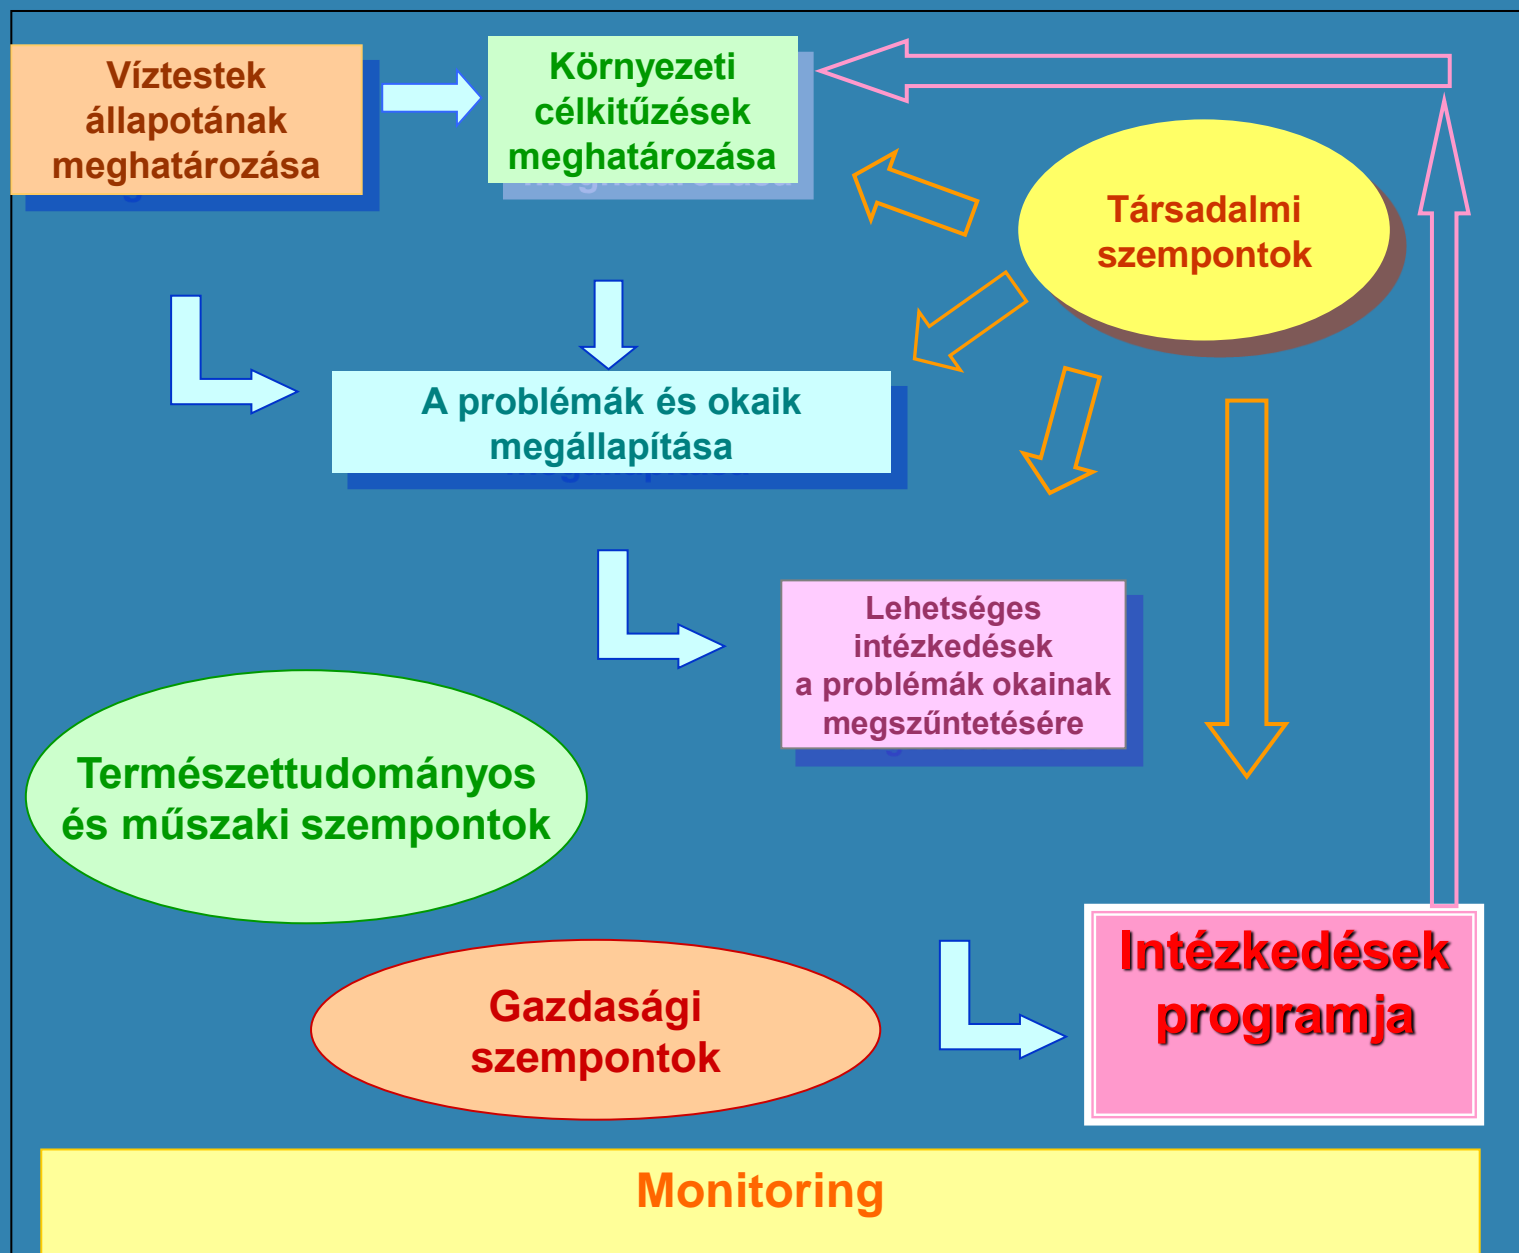 Víztestek
állapotának
meghatározása
Környezeti
célkitűzések
meghatározása
Társadalmi
szempontok
A problémák és okaik
megállapítása
Lehetséges
intézkedések
a problémák okainak
megszűntetésére
Természettudományos
és műszaki szempontok
Gazdasági
szempontok
Intézkedések
programja
Monitoring